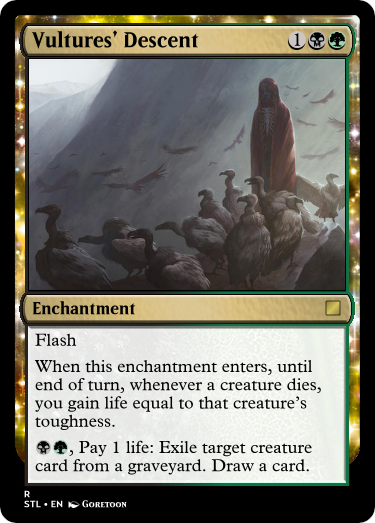 Vultures' Descent 1
Enchantment
Flash
When this enchantment enters, until
end of turn, whenever a creature dies,
you gain life equal to that creature's
toughness.
, Pay 1 life: Exile target creature
card from a graveyard. Draw a card.
R
STL • EN Goretoon